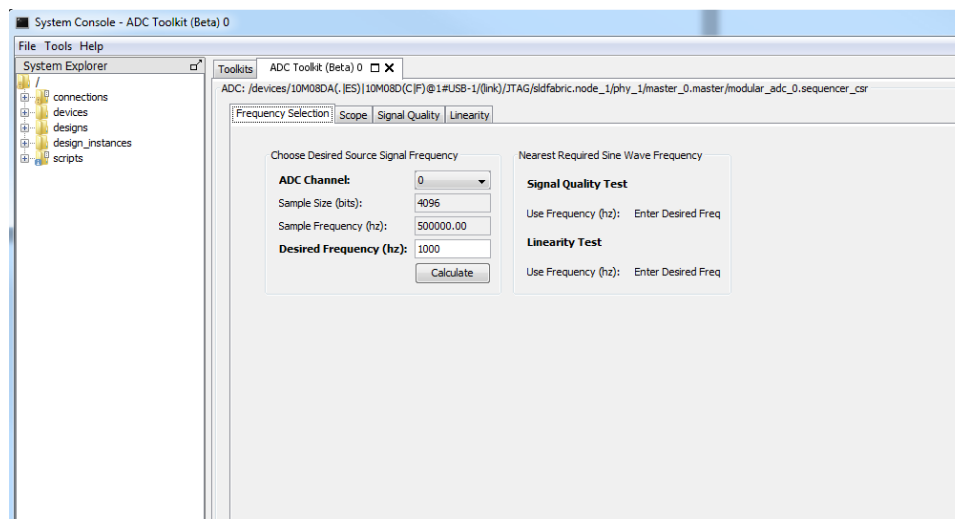 System Console - ADC Toolkit (Beta) 0
File Tools Help
System Explorer
/
connections
devices
designs
design_instances
scripts
Toolkits ADC Toolkit (Beta) 0
ADC: /devices/10M08DA(.|ES)|10M08D(C|F)@1#USB-1/(link)/JTAG/sldfabric.node_1/phy_1/master_0.master/modular_adc_0.sequencer_csr
Frequency Selection Scope Signal Quality Linearity
Choose Desired Source Signal Frequency
ADC Channel: 0
Sample Size (bits): 4096
Sample Frequency (hz): 500000.00
Desired Frequency (hz): 1000
Calculate
Nearest Required Sine Wave Frequency
Signal Quality Test
Use Frequency (hz): Enter Desired Freq
Linearity Test
Use Frequency (hz): Enter Desired Freq